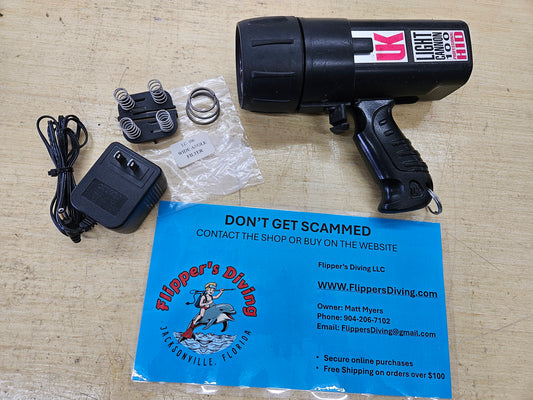 UK
LIGHT
CANNON
100
HID
WIDE ANGLE
FILTER
DON'T GET SCAMMED
CONTACT THE SHOP OR BUY ON THE WEBSITE
Flipper's Diving
JACKSONVILLE, FLORIDA
Flipper's Diving LLC
WWW.FlippersDiving.com
Owner: Matt Myers
Phone: 904-206-7102
Email: FlippersDiving@gmail.com
• Secure online purchases
• Free Shipping on orders over $100